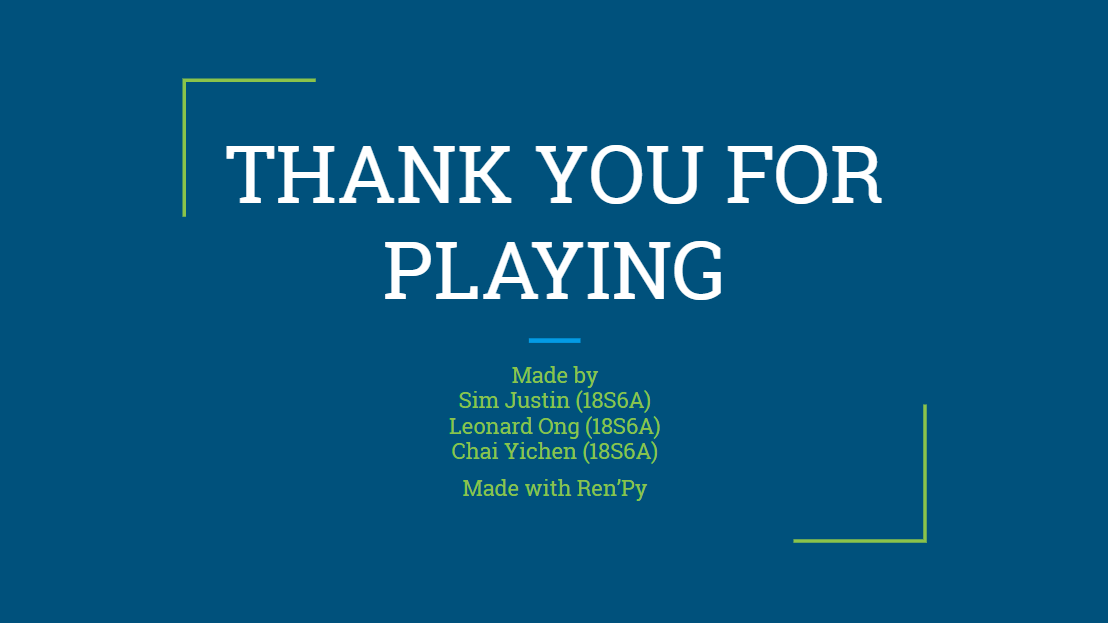 THANK YOU FOR
PLAYING
Made by
Sim Justin (18S6A)
Leonard Ong (18S6A)
Chai Yichen (18S6A)
Made with Ren’Py